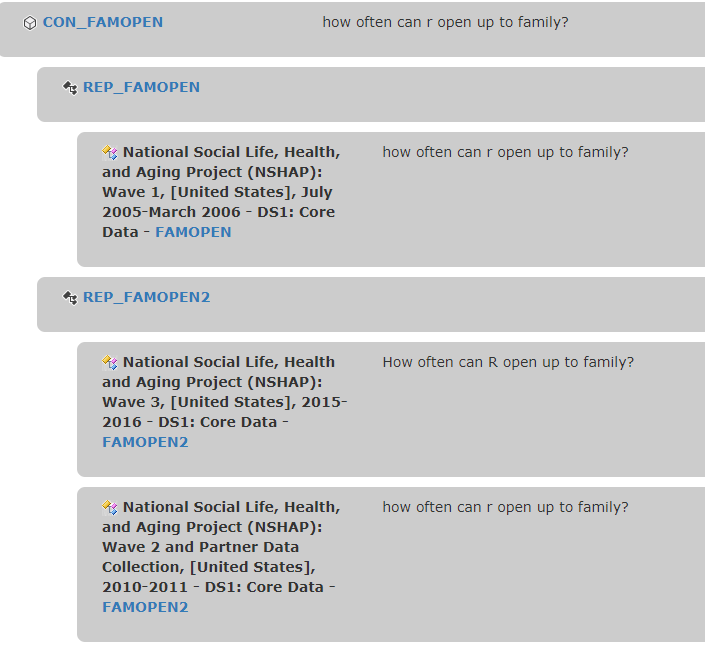 CON_FAMOPEN how often can r open up to family?
REP_FAMOPEN
National Social Life, Health, how often can r open up to family?
and Aging Project (NSHAP):
Wave 1, [United States], July
2005-March 2006 - DS1: Core
Data - FAMOPEN
REP_FAMOPEN2
National Social Life, Health How often can R open up to family?
and Aging Project (NSHAP):
Wave 3, [United States], 2015-
2016 - DS1: Core Data -
FAMOPEN2
National Social Life, Health, how often can r open up to family?
and Aging Project (NSHAP):
Wave 2 and Partner Data
Collection, [United States],
2010-2011 - DS1: Core Data -
FAMOPEN2